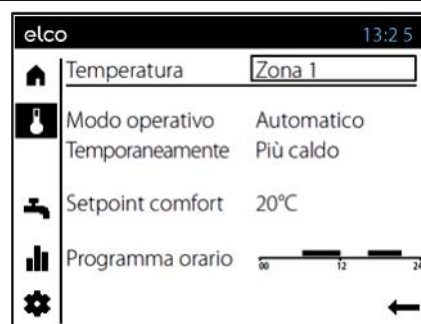 elco 13:25
Temperatura Zona 1
Modo operativo Automatico
Temporaneamente Più caldo
Setpoint comfort 20°C
Programma orario
00 12 24